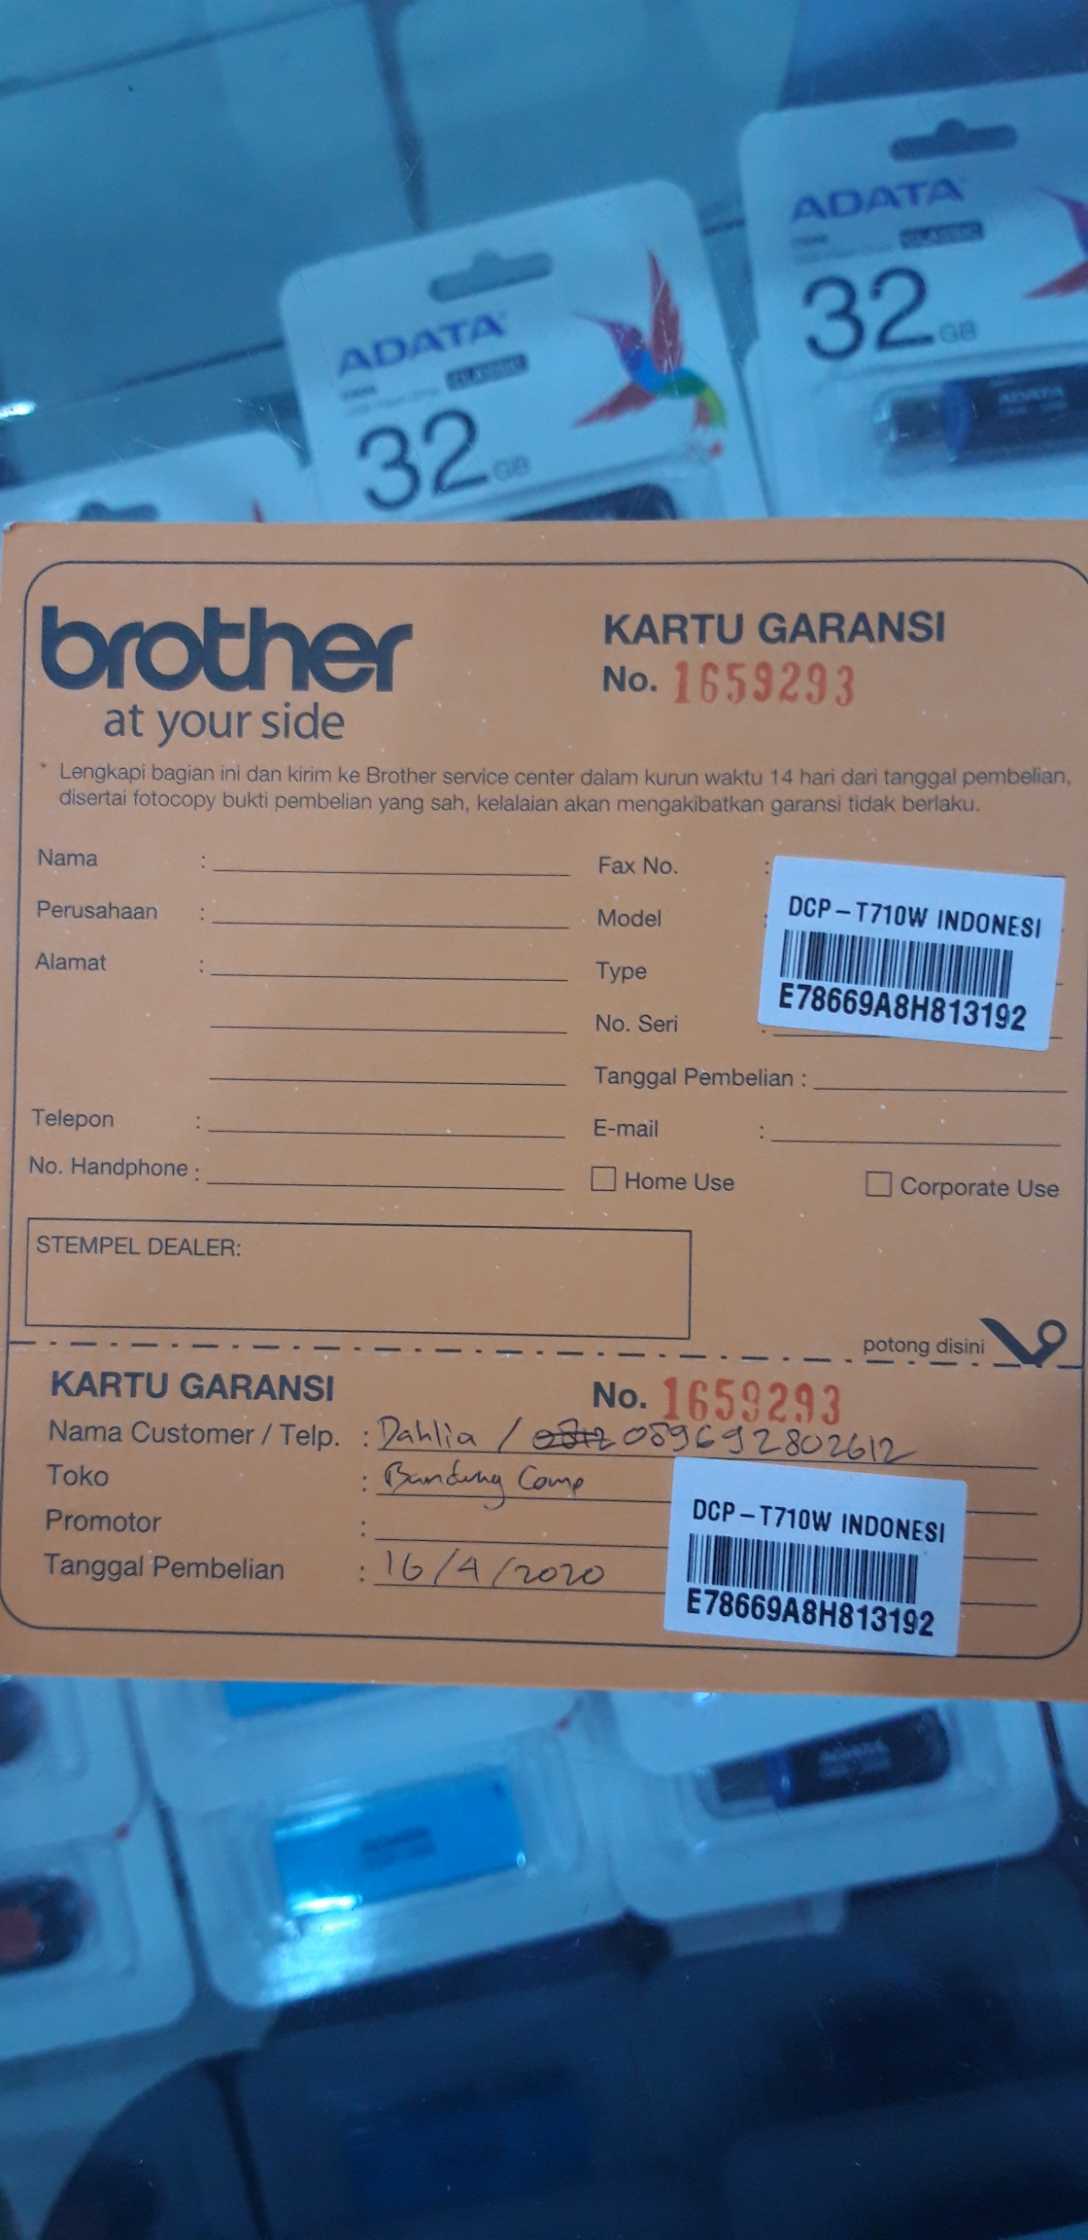 ADATA
CLASSIC
32GB
ADATA
CLASSIC
32GB
ADATA
brother
at your side
KARTU GARANSI
No. 1659293
* Lengkapi bagian ini dan kirim ke Brother service center dalam kurun waktu 14 hari dari tanggal pembelian,
disertai fotocopy bukti pembelian yang sah, kelalaian akan mengakibatkan garansi tidak berlaku.
Nama :
Fax No. :
Perusahaan :
Model :
DCP-T710W INDONESI
Alamat :
Type
E78669A8H813192
No. Seri :
Tanggal Pembelian :
Telepon :
E-mail :
No. Handphone :
Home Use
Corporate Use
STEMPEL DEALER:
potong disini
KARTU GARANSI
No. 1659293
Nama Customer / Telp. : Dahlia / 089692802612
Toko : Bandung Comp
Promotor :
DCP-T710W INDONESI
Tanggal Pembelian : 16/4/2020
E78669A8H813192